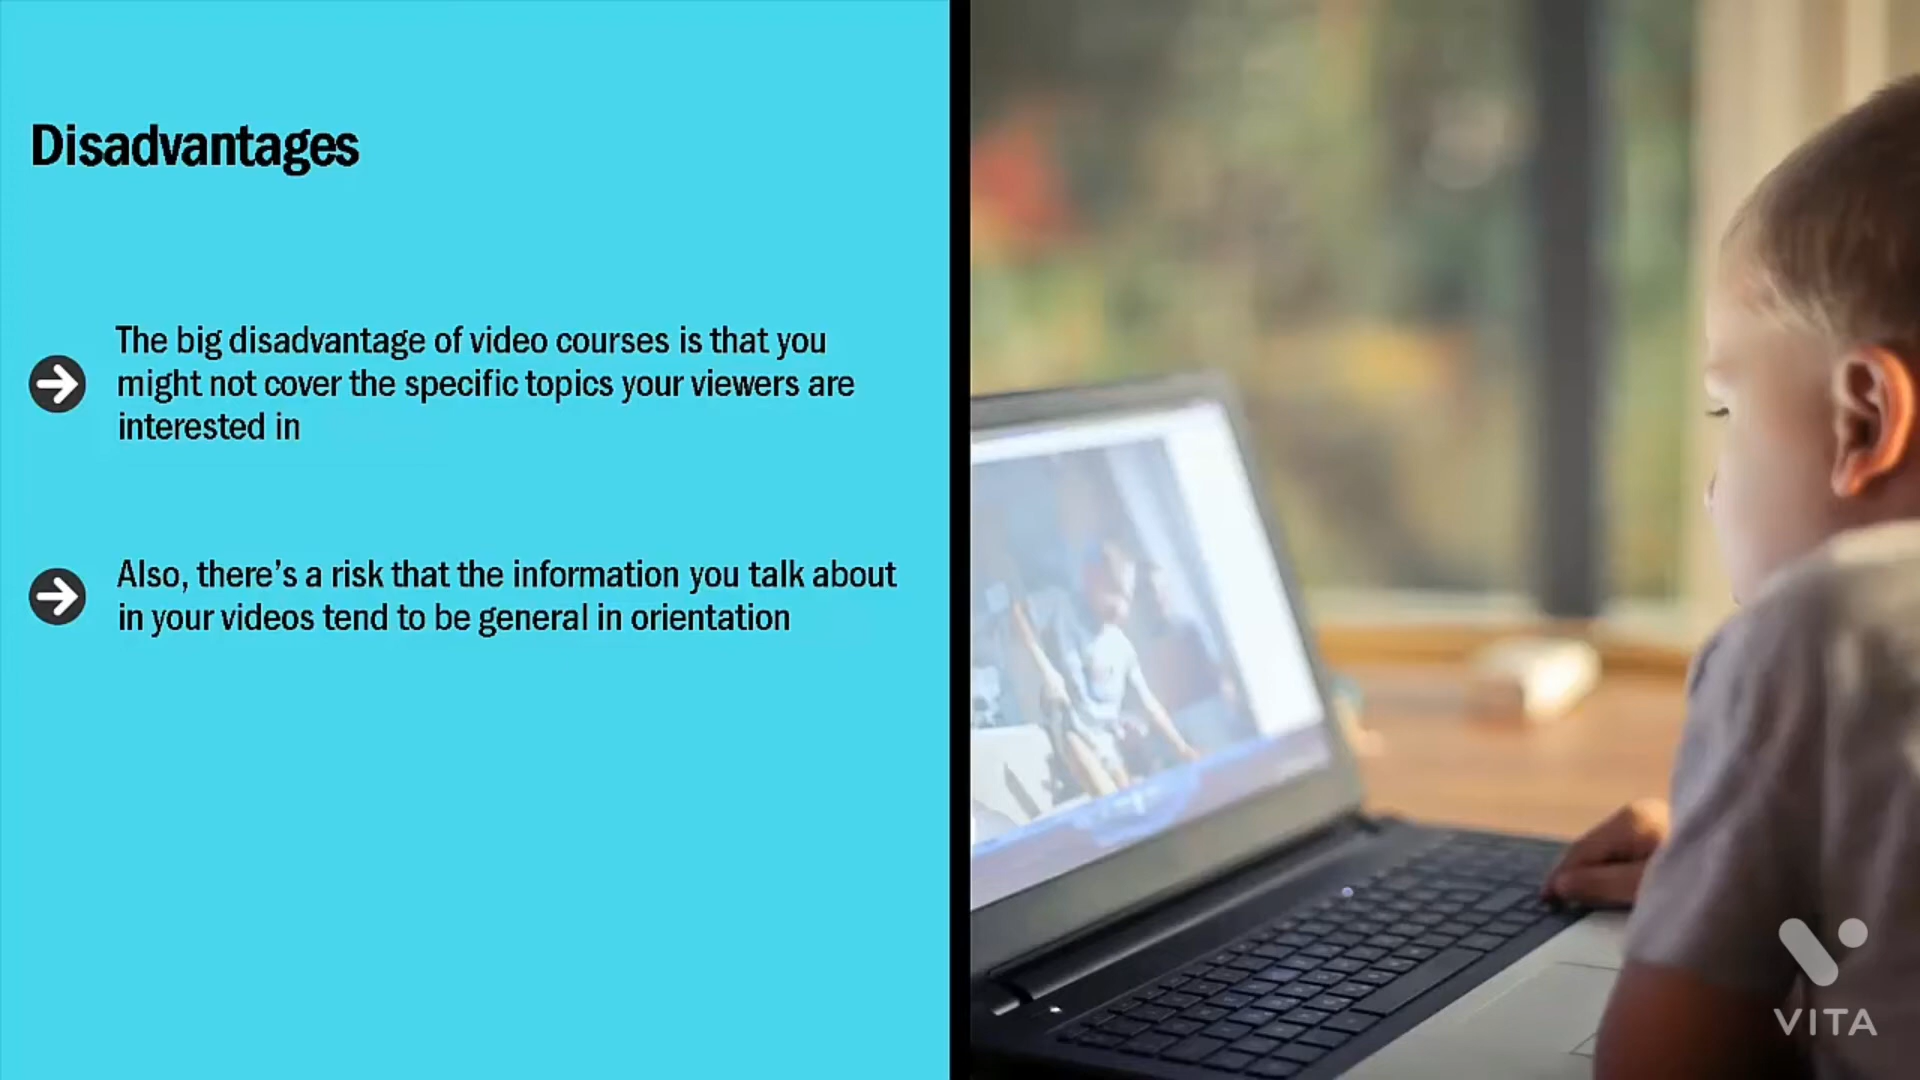 Disadvantages
The big disadvantage of video courses is that you
might not cover the specific topics your viewers are
interested in
Also, there's a risk that the information you talk about
in your videos tend to be general in orientation
VITA